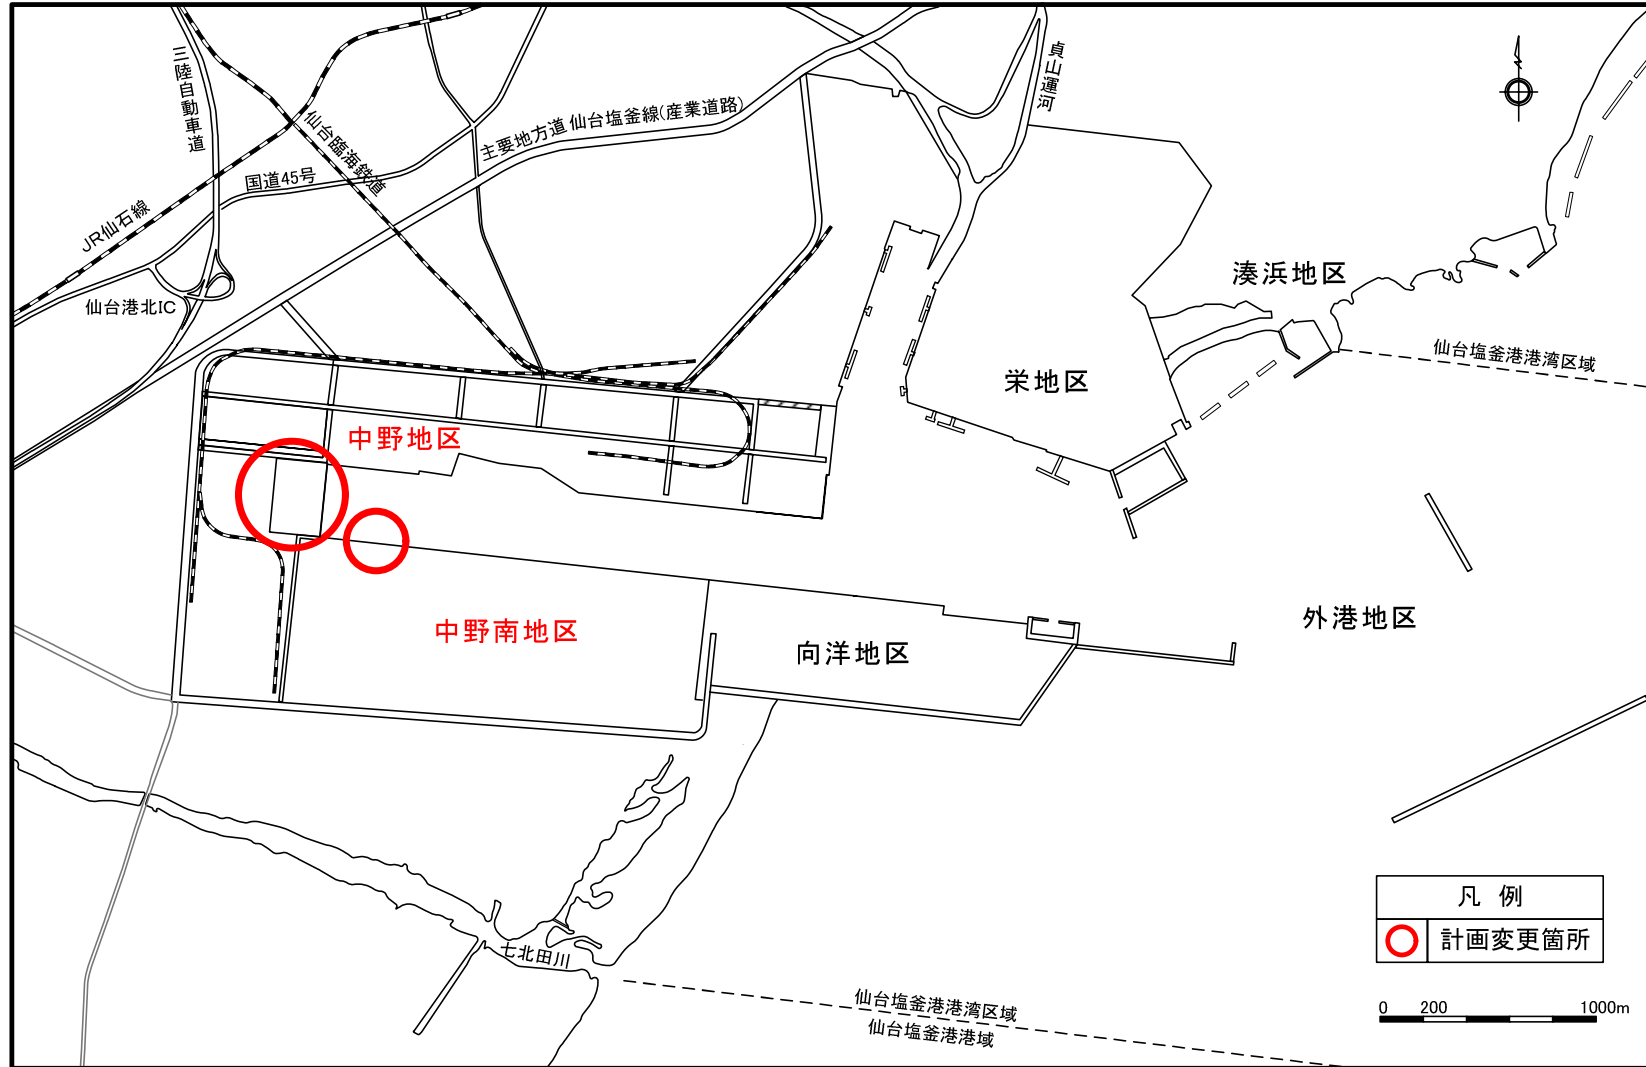 三陸自動車道
仙台臨海鉄道
主要地方道 仙台塩釜線(産業道路)
貞山運河
国道45号
JR仙石線
仙台港北IC
湊浜地区
仙台塩釜港港湾区域
栄地区
中野地区
外港地区
中野南地区
向洋地区
凡 例
計画変更箇所
七北田川
仙台塩釜港港湾区域
仙台塩釜港港域
0 200 1000m